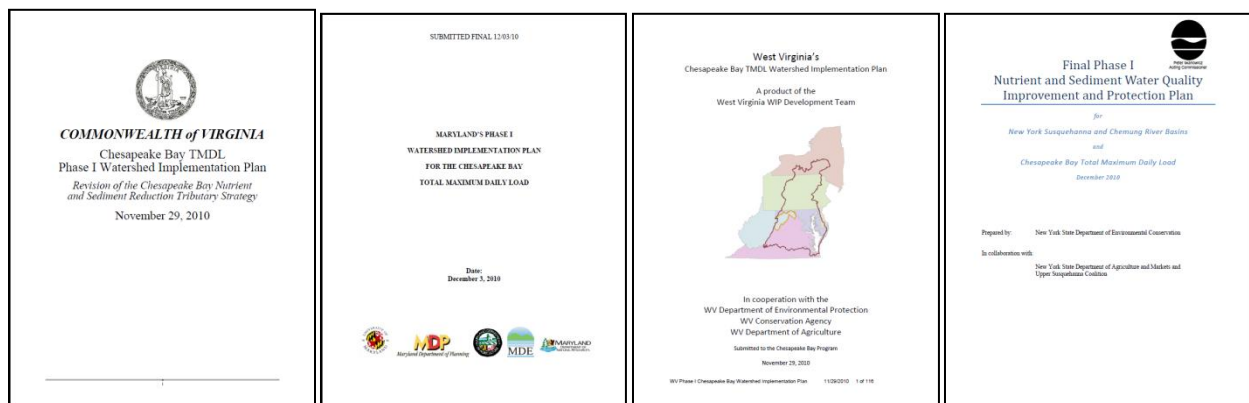 COMMONWEALTH of VIRGINIA
Chesapeake Bay TMDL
Phase I Watershed Implementation Plan
Revision of the Chesapeake Bay Nutrient
and Sediment Reduction Tributary Strategy
November 29, 2010
SUBMITTED FINAL 12/03/10
MARYLAND'S PHASE I
WATERSHED IMPLEMENTATION PLAN
FOR THE CHESAPEAKE BAY
TOTAL MAXIMUM DAILY LOAD
Date:
December 3, 2010
MDP
Maryland Department of Planning
MDE
MARYLAND
DEPARTMENT OF
NATURAL RESOURCES
West Virginia's
Chesapeake Bay TMDL Watershed Implementation Plan
A product of the
West Virginia WIP Development Team
In cooperation with the
WV Department of Environmental Protection
WV Conservation Agency
WV Department of Agriculture
Submitted to the Chesapeake Bay Program
November 29, 2010
WV Phase I Chesapeake Bay Watershed Implementation Plan 11/29/2010 1 of 116
Acting Commissioner
Final Phase I
Nutrient and Sediment Water Quality
Improvement and Protection Plan
for
New York Susquehanna and Chemung River Basins
and
Chesapeake Bay Total Maximum Daily Load
December 2010
Prepared by: New York State Department of Environmental Conservation
In collaboration with:
New York State Department of Agriculture and Markets and
Upper Susquehanna Coalition